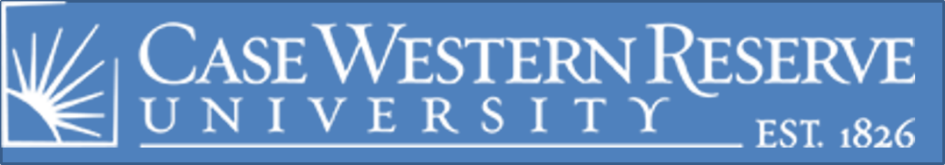 CASE WESTERN RESERVE
UNIVERSITY
EST. 1826